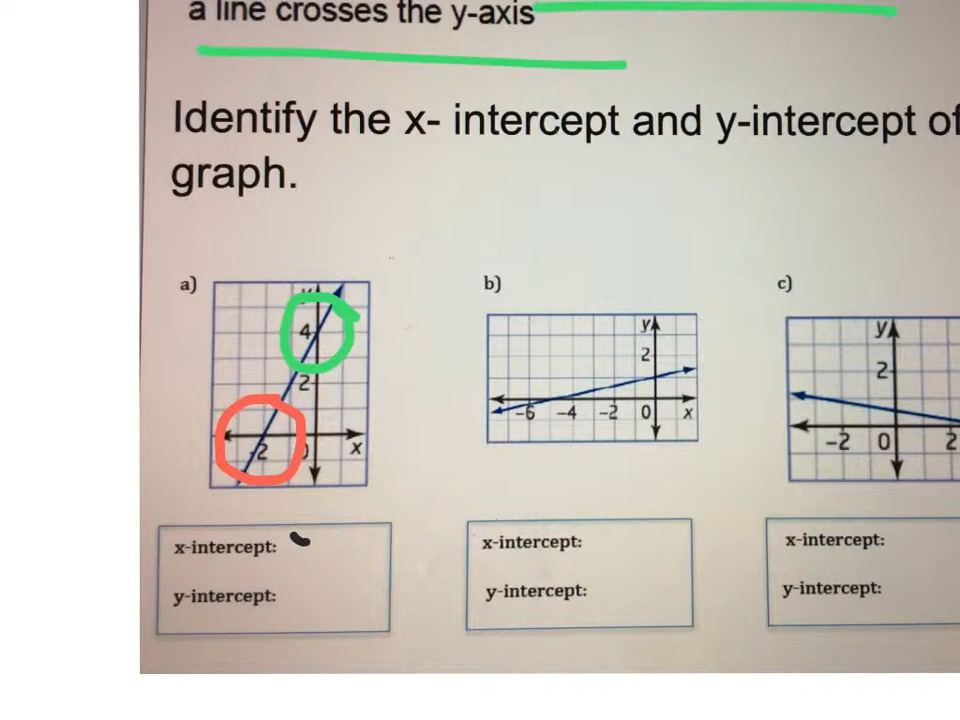 a line crosses the y-axis
Identify the x- intercept and y-intercept of
graph.
a)
b)
c)
y
4
2
-2
0
x
y
2
-6
-4
-2
0
x
y
2
-2
0
2
x-intercept:
y-intercept:
x-intercept:
y-intercept:
x-intercept:
y-intercept: